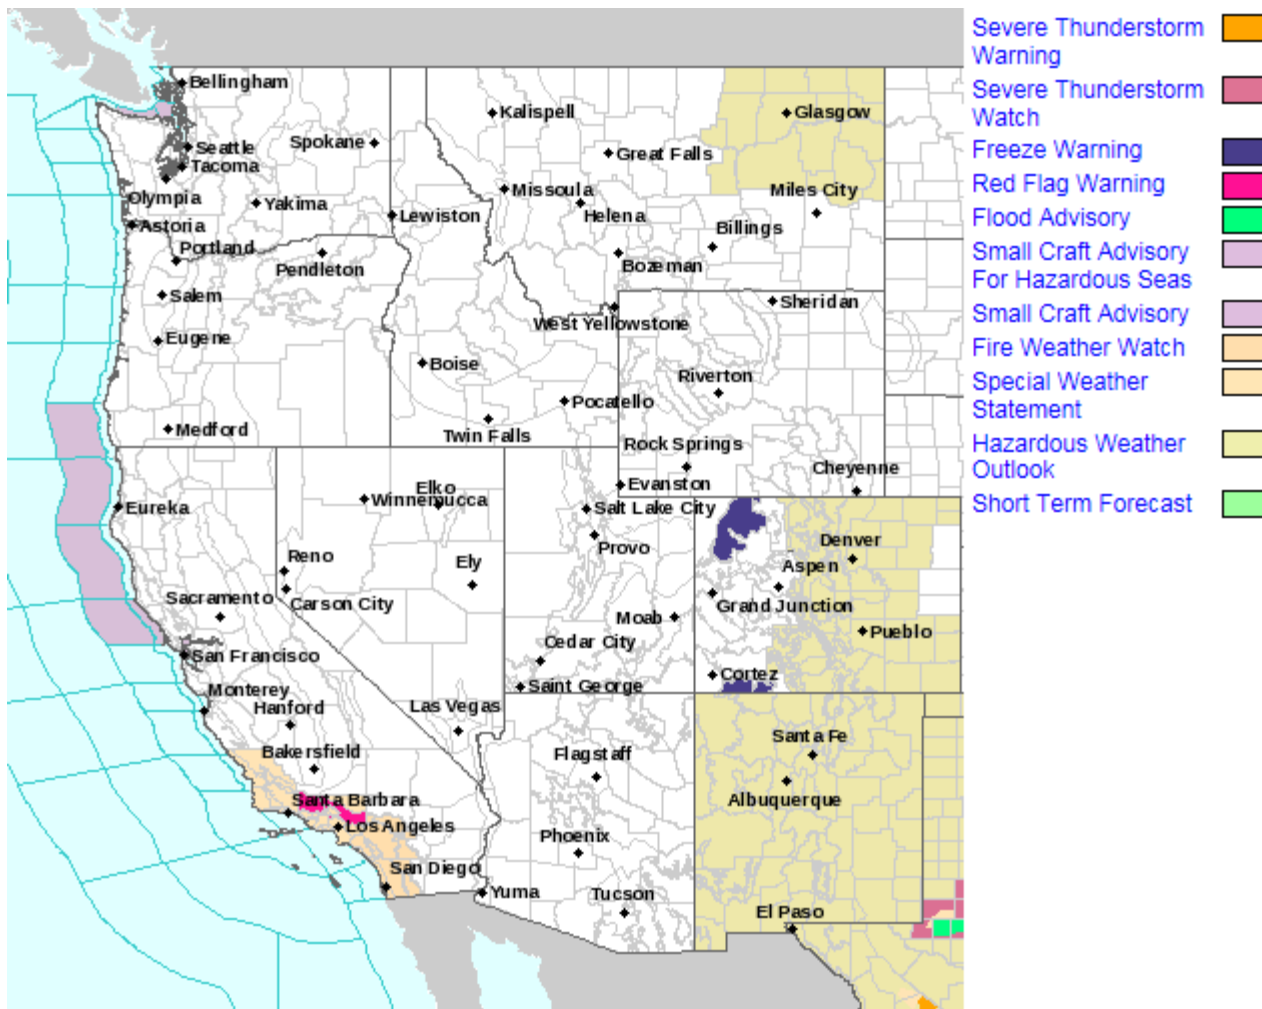 Bellingham
Kalispell
Glasgow
Seattle
Spokane
Great Falls
Tacoma
Missoula
Miles City
Olympia
Yakima
Lewiston
Helena
Astoria
Billings
Portland
Pendleton
Bozeman
Salem
Sheridan
West Yellowstone
Eugene
Boise
Riverton
Pocatello
Medford
Twin Falls
Rock Springs
Cheyenne
Evanston
Elko
Winnemucca
Eureka
Salt Lake City
Provo
Denver
Reno
Ely
Aspen
Sacramento
Carson City
Grand Junction
Moab
Pueblo
Cedar City
San Francisco
Cortez
Saint George
Monterey
Hanford
Las Vegas
Santa Fe
Bakersfield
Flagstaff
Santa Barbara
Albuquerque
Los Angeles
Phoenix
San Diego
Yuma
Tucson
El Paso
Severe Thunderstorm
Warning
Severe Thunderstorm
Watch
Freeze Warning
Red Flag Warning
Flood Advisory
Small Craft Advisory
For Hazardous Seas
Small Craft Advisory
Fire Weather Watch
Special Weather
Statement
Hazardous Weather
Outlook
Short Term Forecast